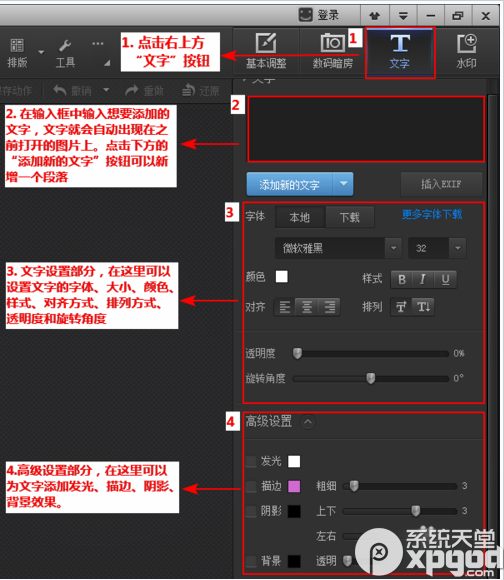 登录
排版
工具
1. 点击右上方
“文字”按钮
1
基本调整
数码暗房
文字
水印
保存动作
撤销
重做
还原
文字
2. 在输入框中输入想要添加的
文字，文字就会自动出现在之
前打开的图片上。点击下方的
“添加新的文字”按钮可以新
增一个段落
2
添加新的文字
插入EXIF
3
字体
本地
下载
更多字体下载
微软雅黑
32
颜色
样式
B I U
对齐
排列
T T
3. 文字设置部分，在这里可以
设置文字的字体、大小、颜色、
样式、对齐方式、排列方式、
透明度和旋转角度
透明度
0%
旋转角度
0°
4
高级设置
4.高级设置部分，在这里可以
为文字添加发光、描边、阴影、
背景效果。
发光
描边
粗细
3
阴影
上下
3
左右
背景
透明
系统天堂
xpgod